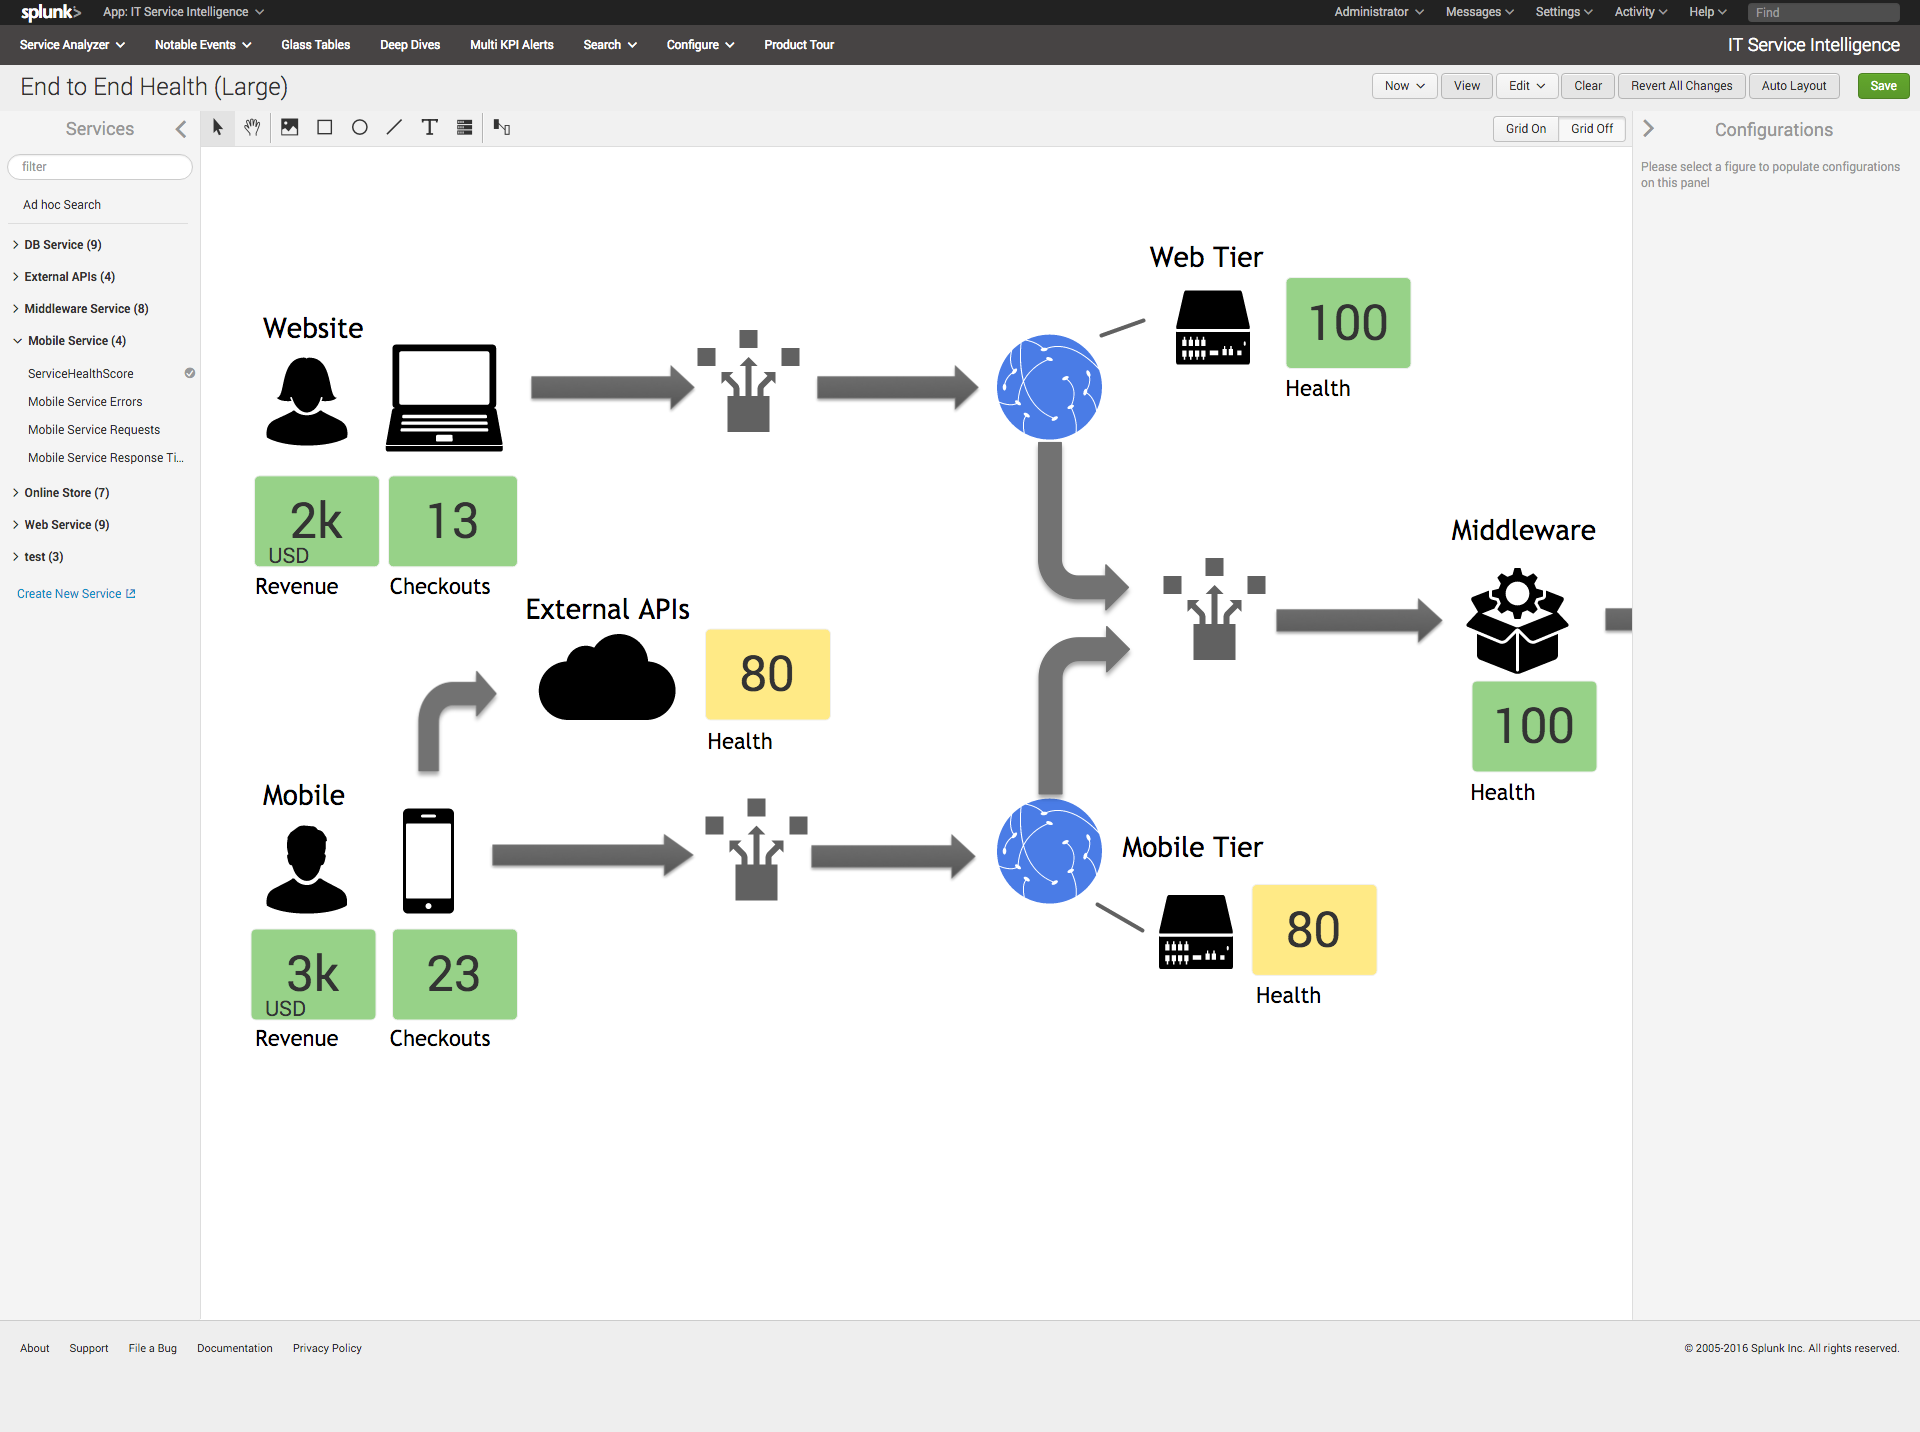 splunk> App: IT Service Intelligence Administrator Messages Settings Activity Help Find
Service Analyzer Notable Events Glass Tables Deep Dives Multi KPI Alerts Search Configure Product Tour IT Service Intelligence
End to End Health (Large) Now View Edit Clear Revert All Changes Auto Layout Save
Services T Grid On Grid Off Configurations
filter
Please select a figure to populate configurations
on this panel
Ad hoc Search
DB Service (9)
External APIs (4)
Middleware Service (8)
Mobile Service (4)
ServiceHealthScore
Mobile Service Errors
Mobile Service Requests
Mobile Service Response Ti...
Online Store (7)
Web Service (9)
test (3)
Create New Service
Web Tier
100
Health
Website
2k
USD
Revenue
13
Checkouts
External APIs
80
Health
Middleware
100
Health
Mobile
3k
USD
Revenue
23
Checkouts
Mobile Tier
80
Health
About Support File a Bug Documentation Privacy Policy © 2005-2016 Splunk Inc. All rights reserved.